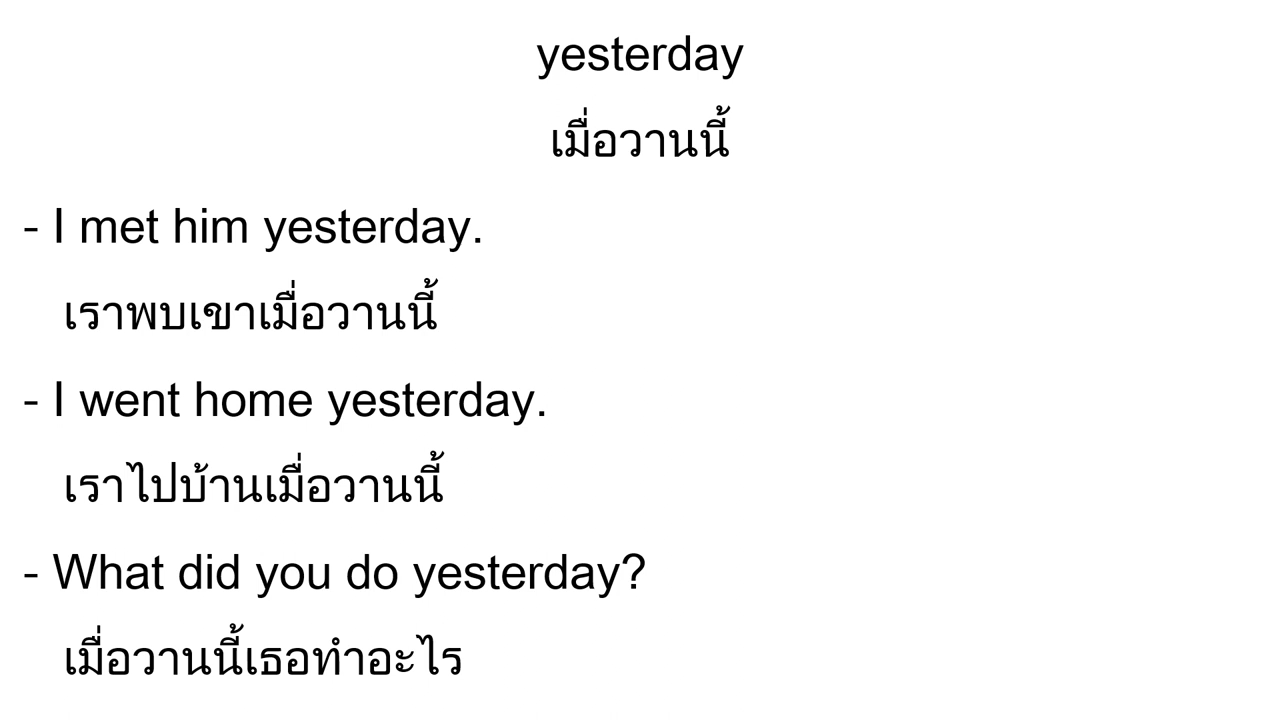 yesterday
เมื่อวานนี้
- I met him yesterday.
เราพบเขาเมื่อวานนี้
- I went home yesterday.
เราไปบ้านเมื่อวานนี้
- What did you do yesterday?
เมื่อวานนี้เธอทำอะไร